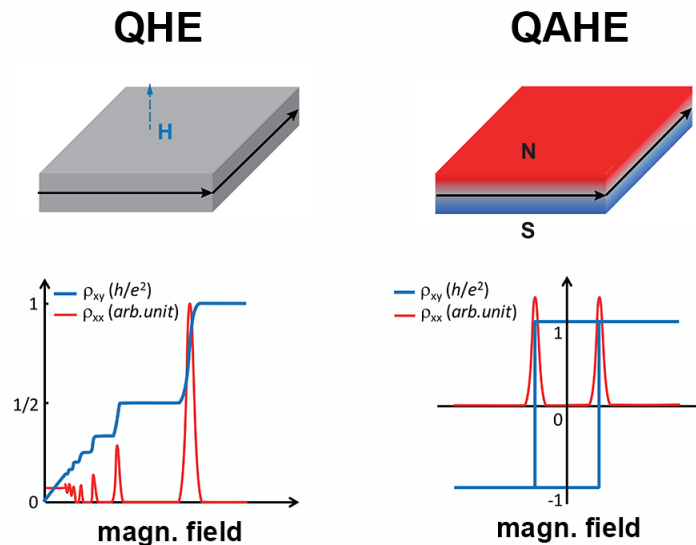 QHE
QAHE
H
N
S
ρxy (h/e²)
ρxx (arb.unit)
1
1/2
0
magn. field
ρxy (h/e²)
ρxx (arb.unit)
1
0
-1
magn. field